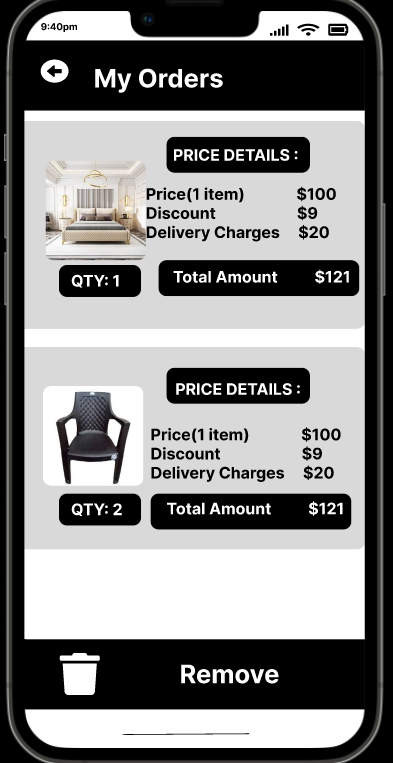 9:40pm
My Orders
PRICE DETAILS :
Price(1 item) $100
Discount $9
Delivery Charges $20
QTY: 1
Total Amount $121
PRICE DETAILS :
Price(1 item) $100
Discount $9
Delivery Charges $20
QTY: 2
Total Amount $121
Remove